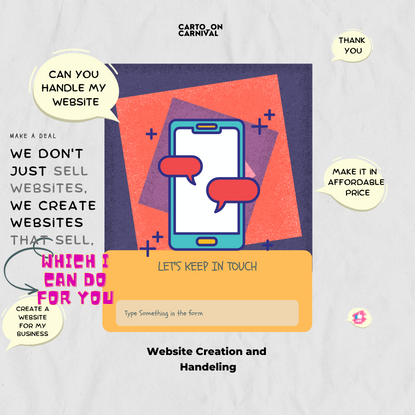 CARTO_ON
CARNIVAL
THANK
YOU
CAN YOU
HANDLE MY
WEBSITE
MAKE A DEAL
WE DON'T
JUST SELL
WEBSITES,
WE CREATE
WEBSITES
THAT SELL,
WHICH I
CAN DO
FOR YOU
MAKE IT IN
AFFORDABLE
PRICE
LET'S KEEP IN TOUCH
Type Something in the form
CREATE A
WEBSITE
FOR MY
BUSINESS
Website Creation and
Handeling